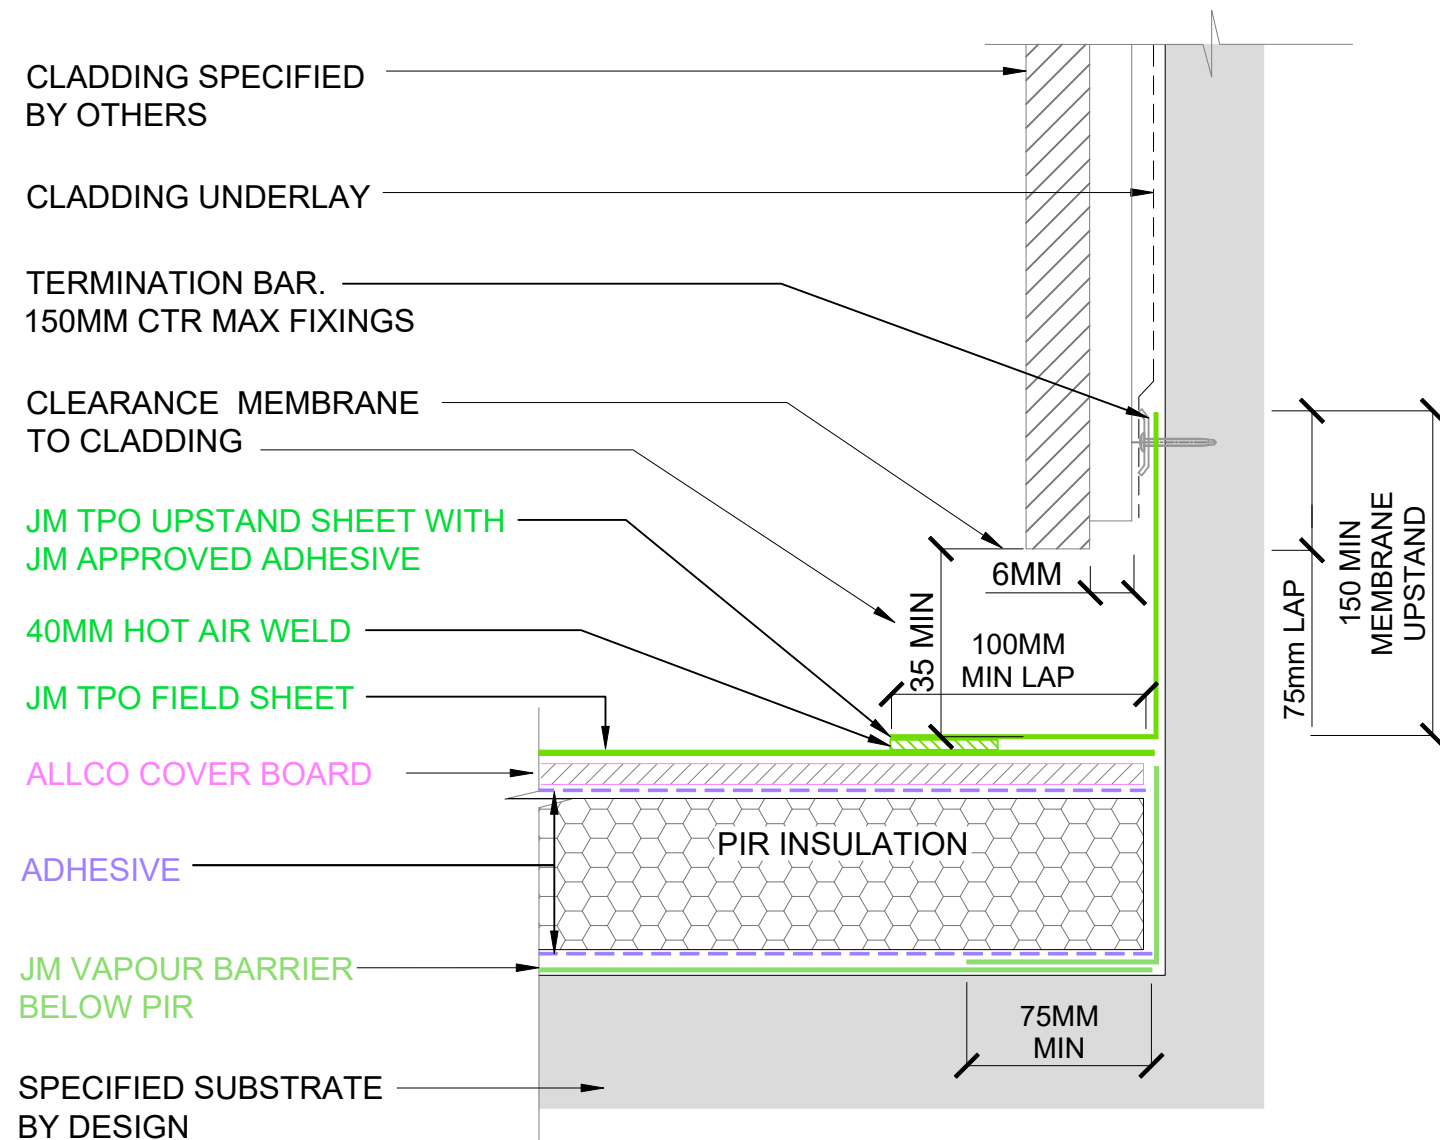 CLADDING SPECIFIED
BY OTHERS
CLADDING UNDERLAY
TERMINATION BAR.
150MM CTR MAX FIXINGS
CLEARANCE  MEMBRANE
TO CLADDING
JM TPO UPSTAND SHEET WITH
JM APPROVED ADHESIVE
40MM HOT AIR WELD
JM TPO FIELD SHEET
ALLCO COVER BOARD
ADHESIVE
JM VAPOUR BARRIER
BELOW PIR
SPECIFIED SUBSTRATE
BY DESIGN
6MM
35 MIN
100MM
MIN LAP
PIR INSULATION
75MM
MIN
75mm LAP
150 MIN
MEMBRANE
UPSTAND